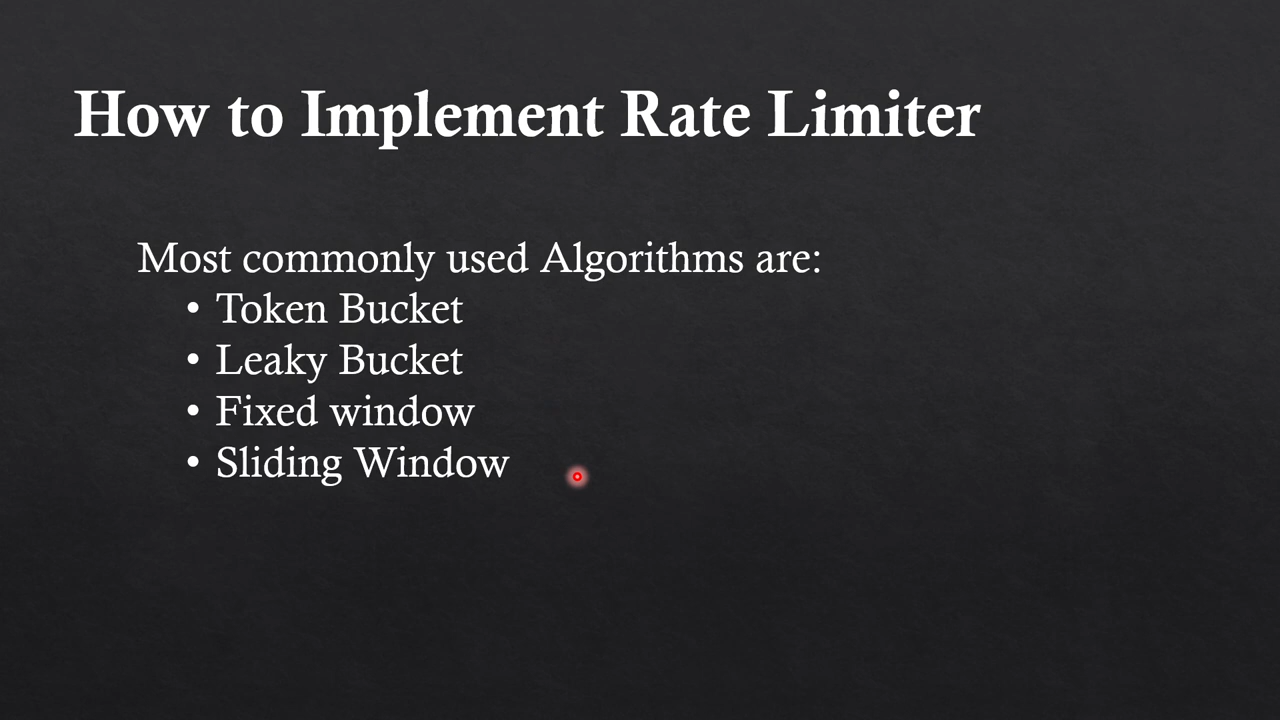 How to Implement Rate Limiter
Most commonly used Algorithms are:
• Token Bucket
• Leaky Bucket
• Fixed window
• Sliding Window